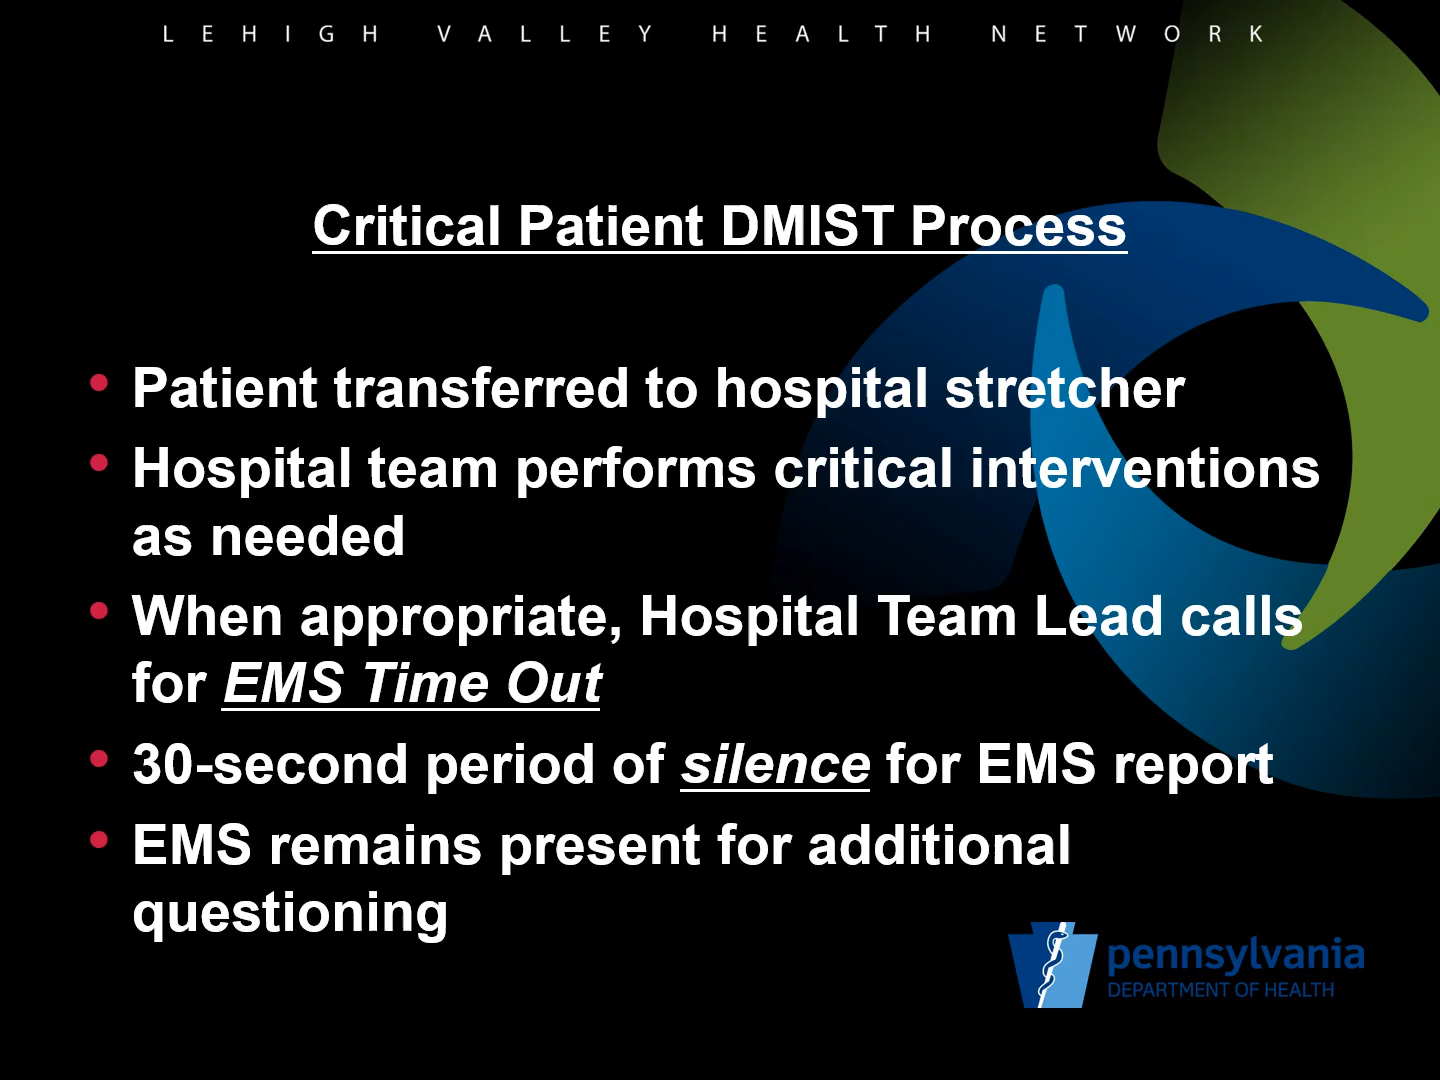 LEHIGH VALLEY HEALTH NETWORK
Critical Patient DMIST Process
• Patient transferred to hospital stretcher
• Hospital team performs critical interventions
as needed
• When appropriate, Hospital Team Lead calls
for EMS Time Out
• 30-second period of silence for EMS report
• EMS remains present for additional
questioning
pennsylvania
DEPARTMENT OF HEALTH